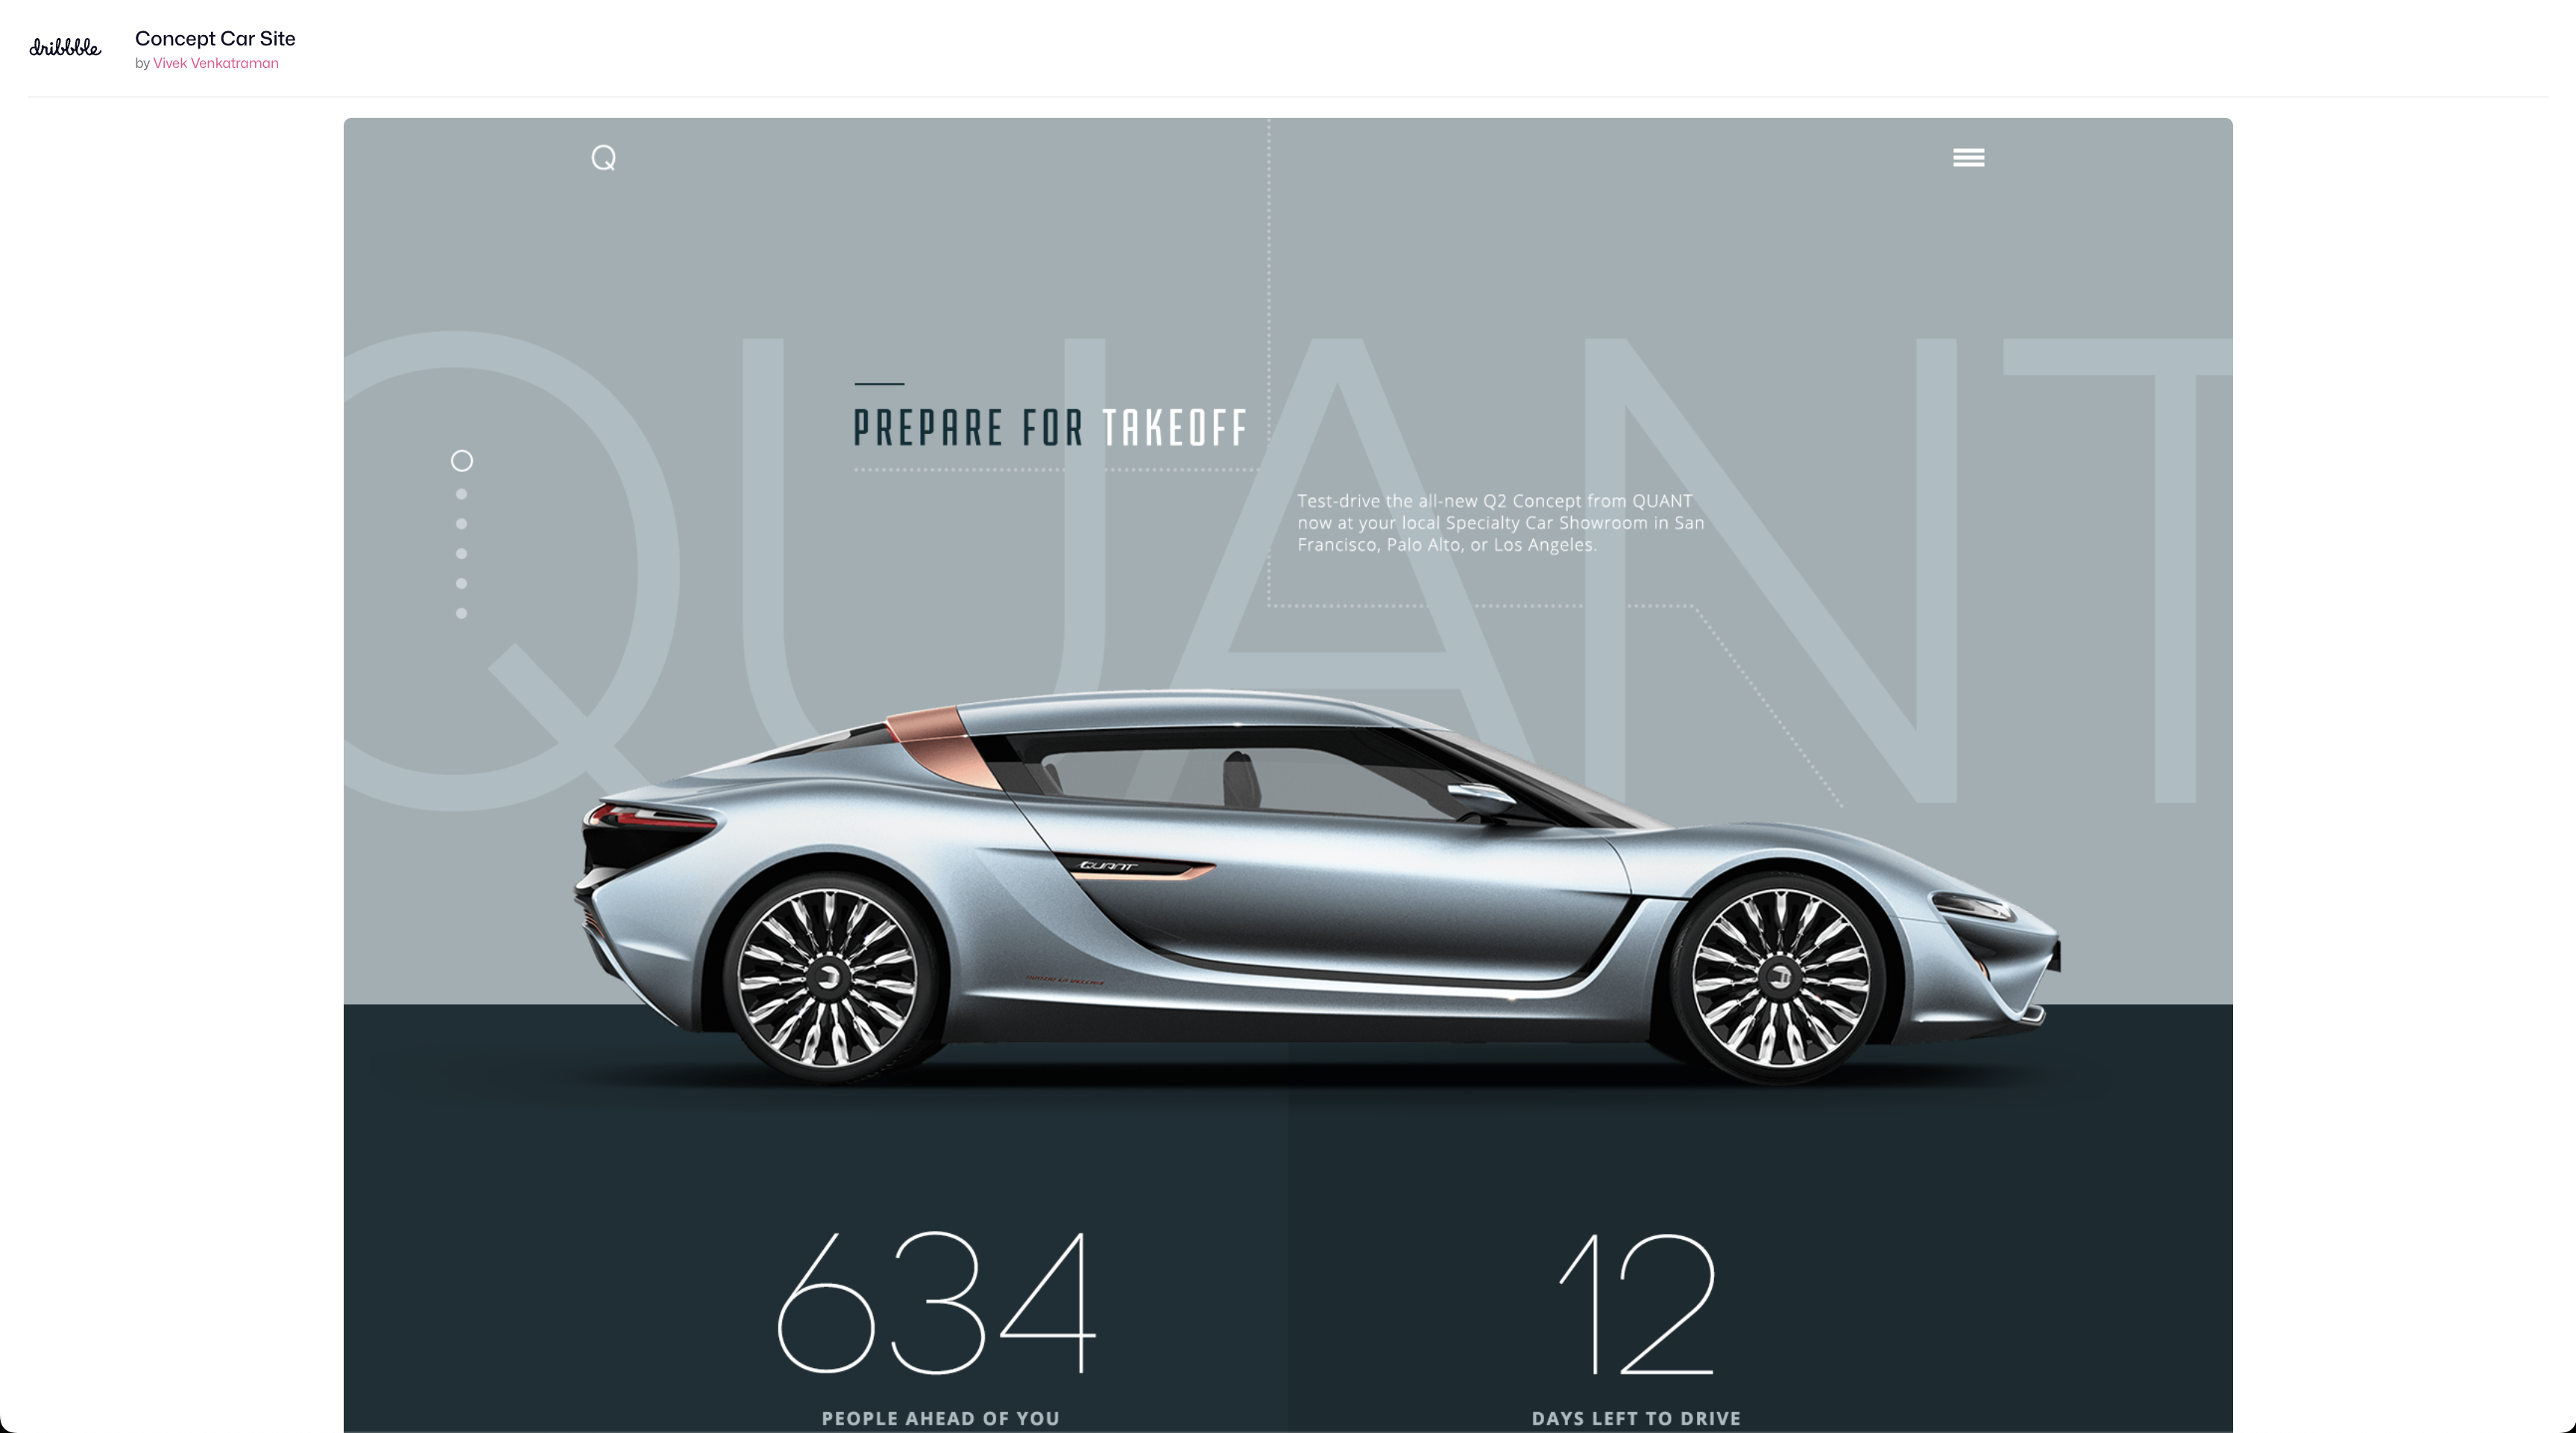 dribbble
Concept Car Site
by Vivek Venkatraman
Q
QUANT
PREPARE FOR TAKEOFF
Test-drive the all-new Q2 Concept from QUANT
now at your local Specialty Car Showroom in San
Francisco, Palo Alto, or Los Angeles.
QUANT
634
12
PEOPLE AHEAD OF YOU
DAYS LEFT TO DRIVE